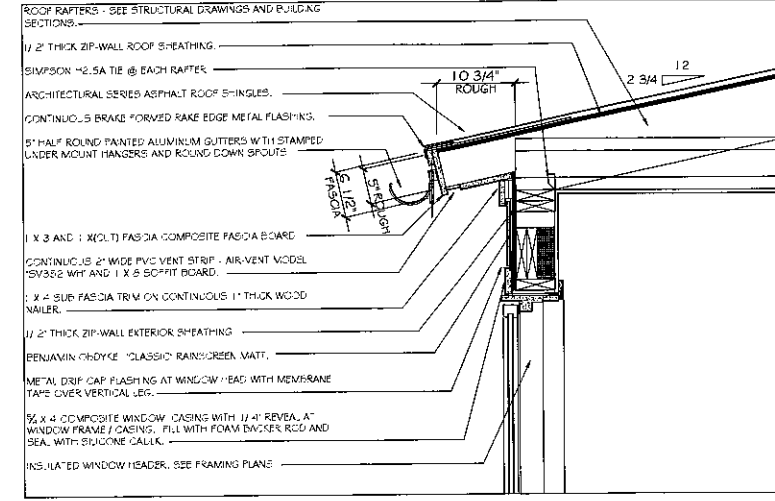 ROOF RAFTERS - SEE STRUCTURAL DRAWINGS AND BUILDING
SECTIONS.
1/2" THICK ZIP-WALL ROOF SHEATHING.
SIMPSON H2.5A TIE @ EACH RAFTER
ARCHITECTURAL SERIES ASPHALT ROOF SHINGLES.
CONTINUOUS BRAKE FORMED RAKE EDGE METAL FLASHING.
5" HALF ROUND PAINTED ALUMINUM GUTTERS WITH STAMPED
UNDER MOUNT HANGERS AND ROUND DOWN SPOUTS
1 X 3 AND 1 X(CUT) FASCIA COMPOSITE FASCIA BOARD
CONTINUOUS 2" WIDE PVC VENT STRIP - AIR-VENT MODEL
"SV352 WH" AND 1 X 8 SOFFIT BOARD.
1 X 4 SUB FASCIA TRIM ON CONTINUOUS 1" THICK WOOD
NAILER.
1/2" THICK ZIP-WALL EXTERIOR SHEATHING
BENJAMIN OBDYKE "CLASSIC" RAINSCREEN MATT.
METAL DRIP CAP FLASHING AT WINDOW HEAD WITH MEMBRANE
TAPE OVER VERTICAL LEG.
5/4 X 4 COMPOSITE WINDOW CASING WITH 1/4" REVEAL AT
WINDOW FRAME / CASING. FILL WITH FOAM BACKER ROD AND
SEAL WITH SILICONE CAULK.
INSULATED WINDOW HEADER. SEE FRAMING PLANS
10 3/4"
ROUGH
12
2 3/4
5" ROUGH
6 1/2"
FASCIA